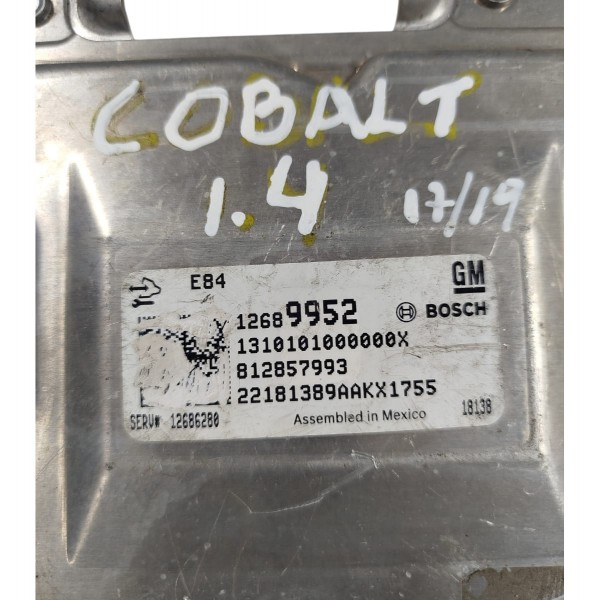 COBALT
1.4 17/19
E84 GM
12689952 BOSCH
1310101000000X
812857993
22181389AAKX1755
SERV# 12686280 Assembled in Mexico 18138